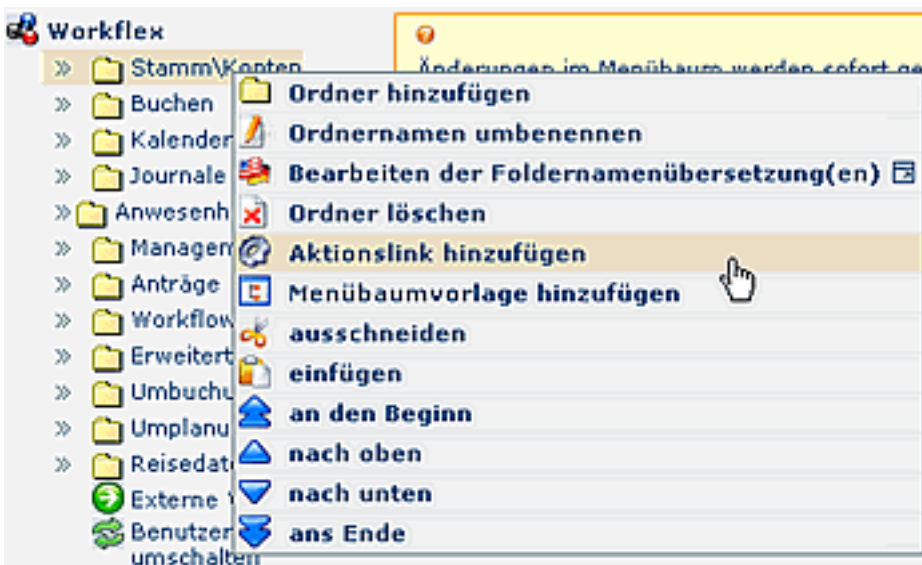 Workflex
Stamm\Konten
Änderungen im Menübaum werden sofort ge
Buchen
Kalender
Journale
Anwesenh
Managem
Anträge
Workflow
Erweitert
Umbuchu
Umplanu
Reisedat
Externe
Benutzer
umschalten
Ordner hinzufügen
Ordnernamen umbenennen
Bearbeiten der Foldernamenübersetzung(en)
Ordner löschen
Aktionslink hinzufügen
Menübaumvorlage hinzufügen
ausschneiden
einfügen
an den Beginn
nach oben
nach unten
ans Ende